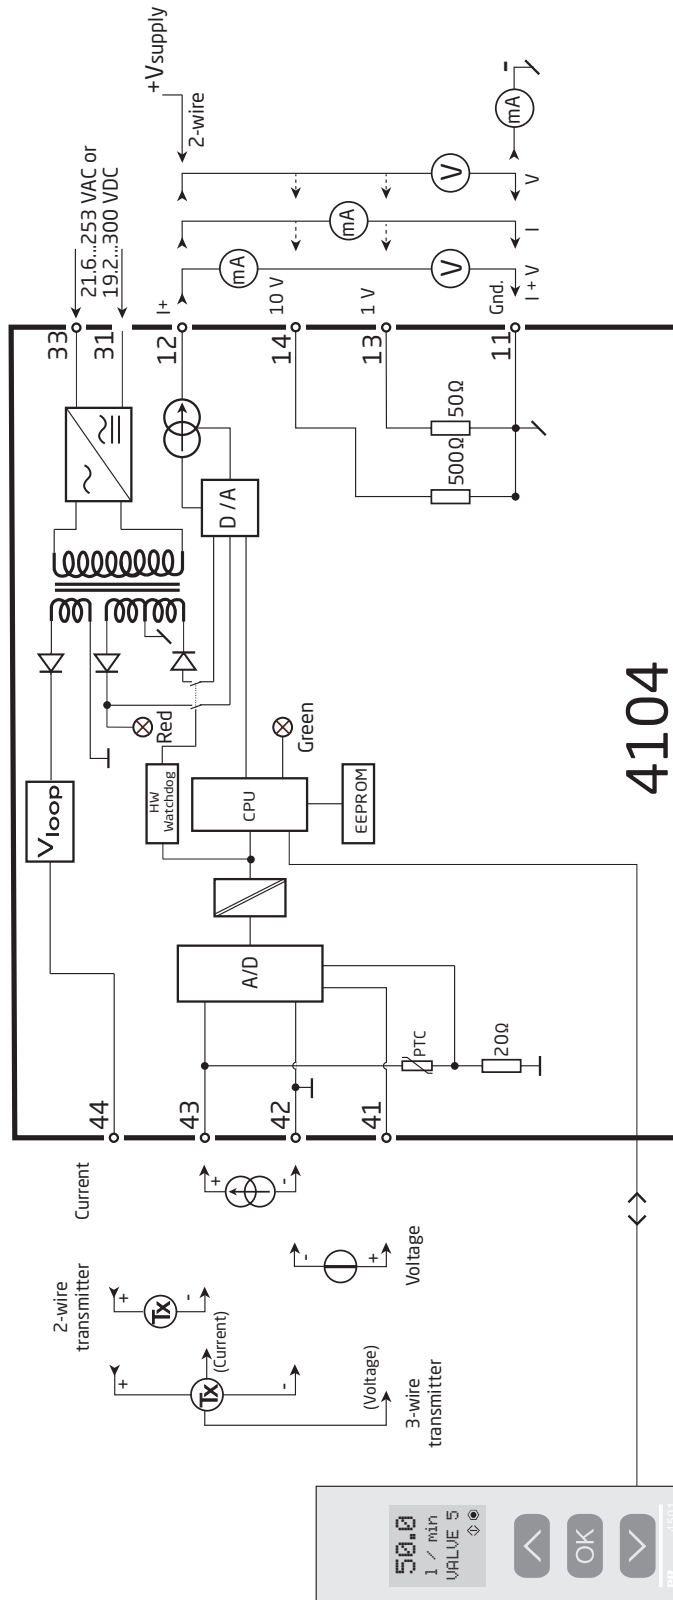 4104
+Vsupply
2-wire
21.6...253 VAC or
19.2...300 VDC
33
31
I+
12
10 V
14
1 V
13
Gnd.
11
mA
V
I + V
mA
I
V
V
mA
-
D/A
500Ω
50Ω
Red
Green
Vloop
HW
Watchdog
CPU
EEPROM
A/D
PTC
20Ω
44
43
42
41
Current
+
-
2-wire
transmitter
+
Tx
-
-
+
Voltage
+
Tx
(Current)
-
(Voltage)
3-wire
transmitter
50.0
l / min
VALVE 5
OK